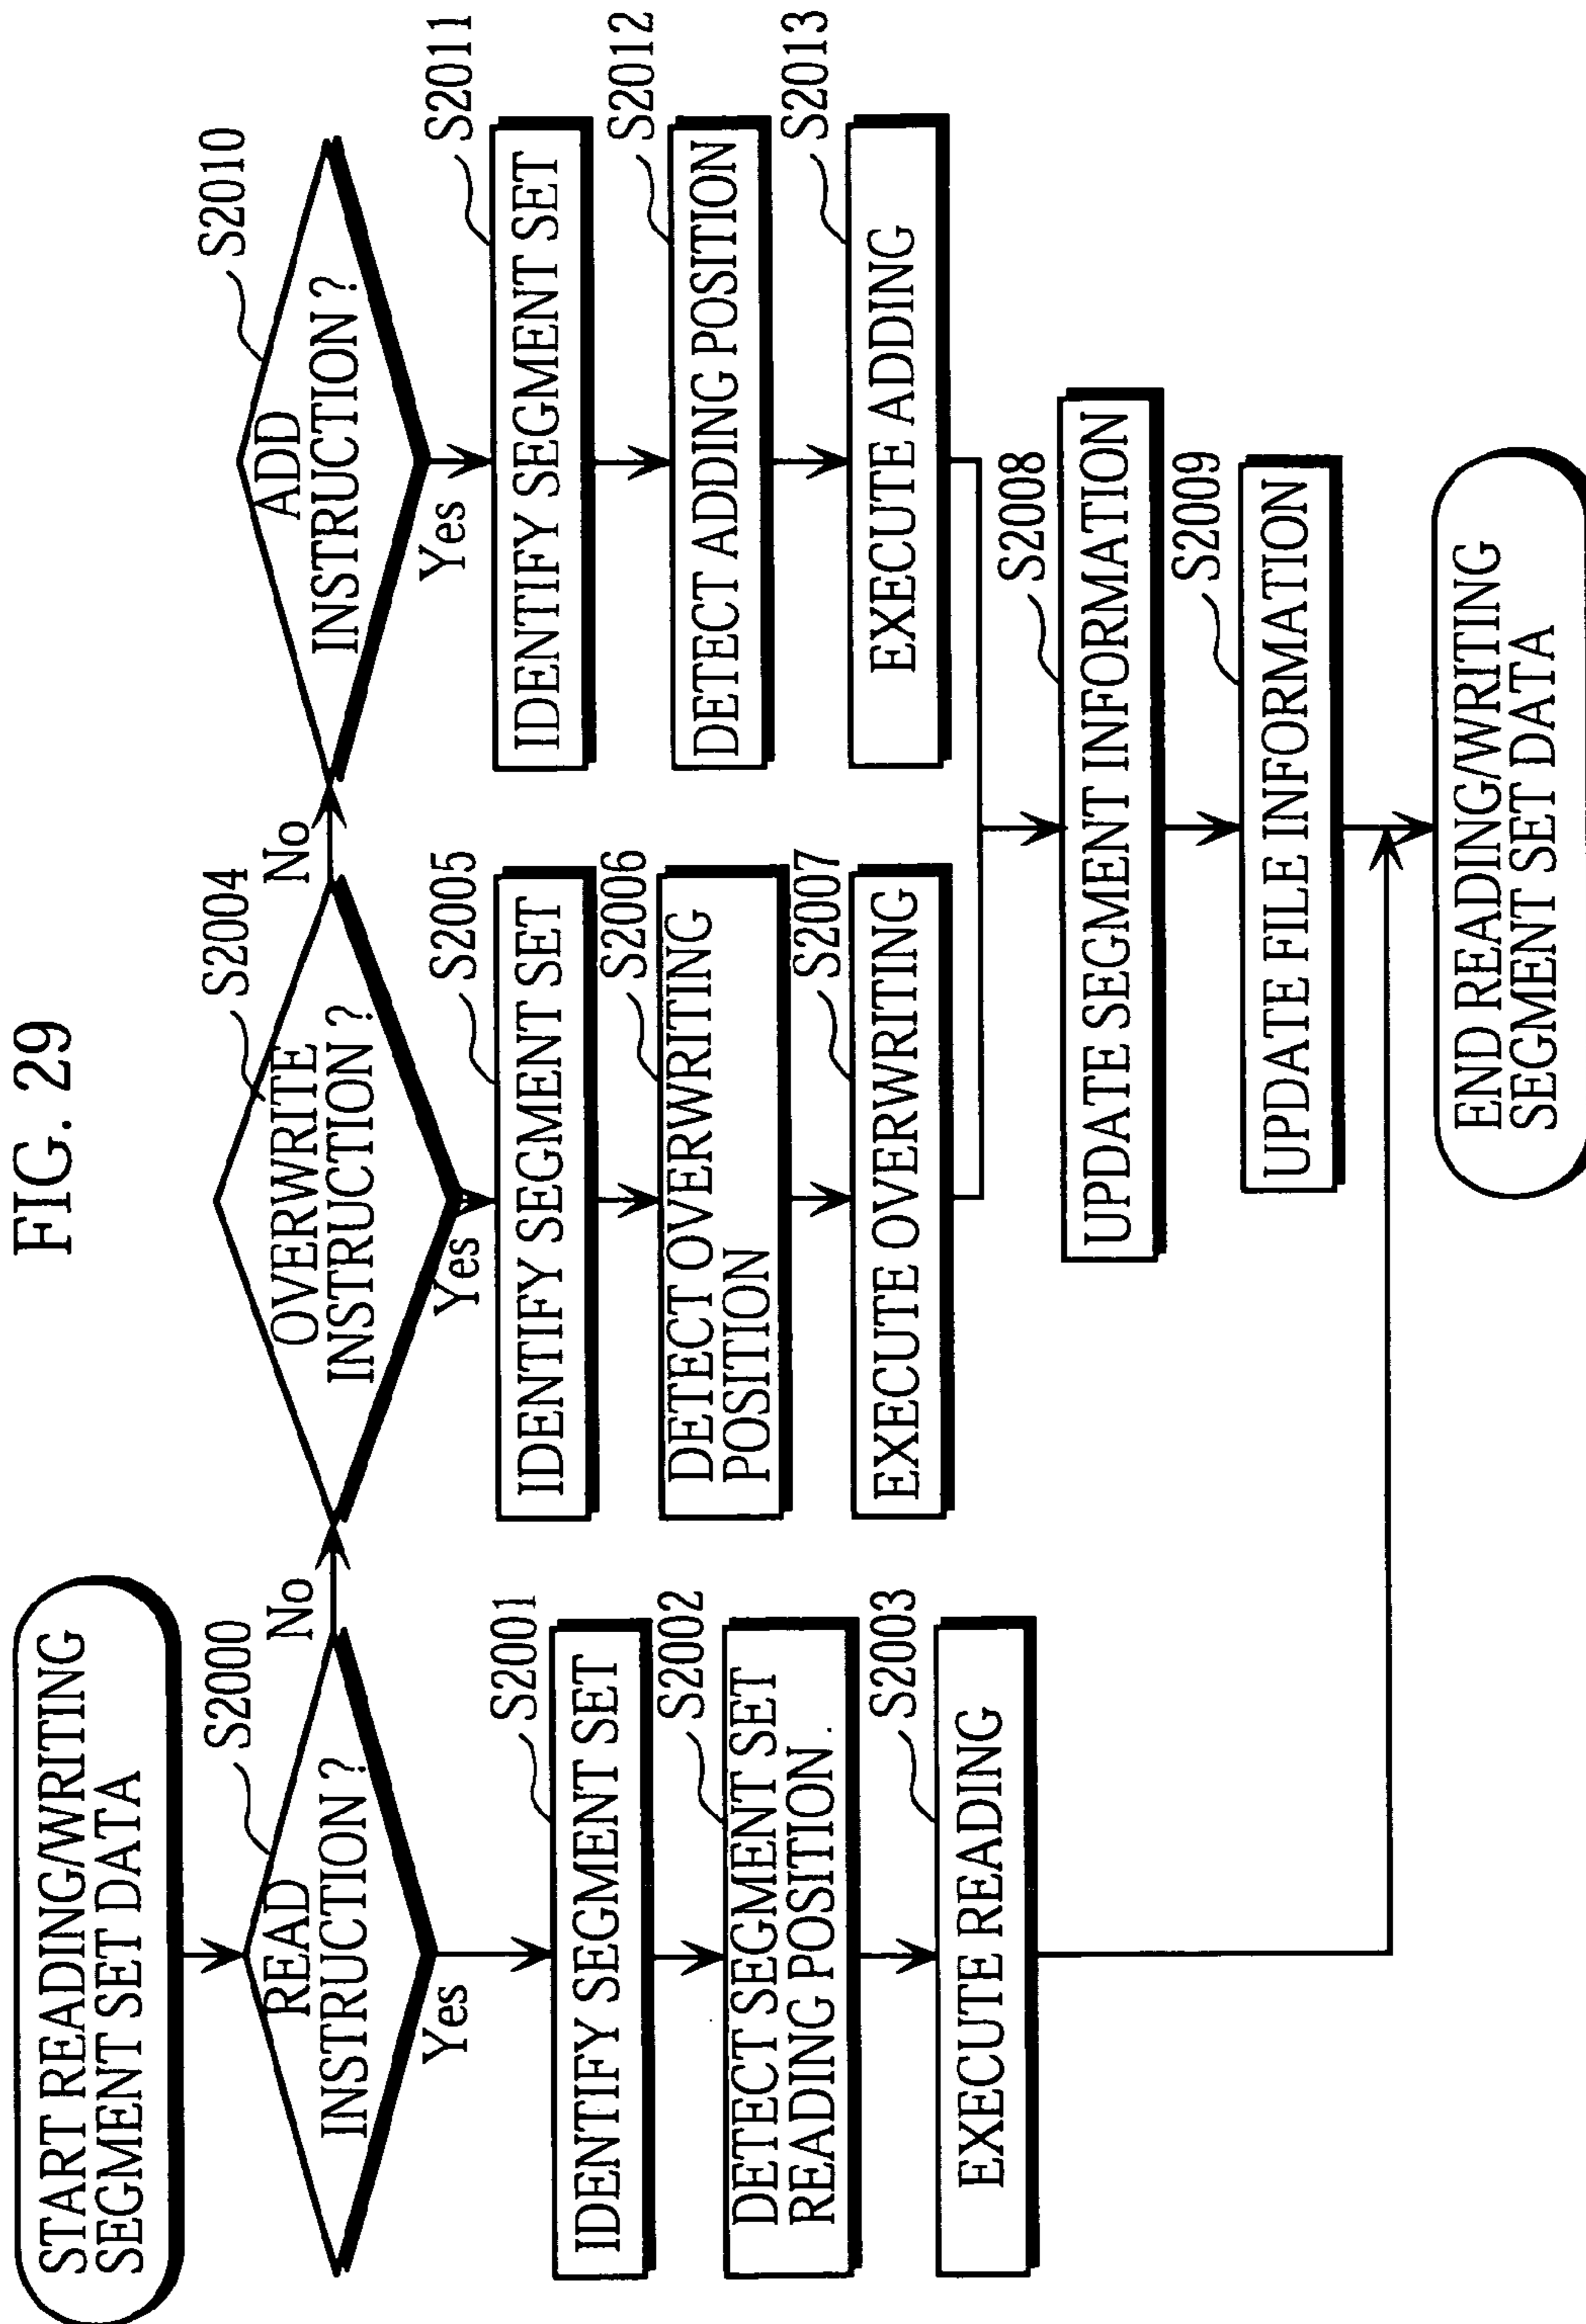 FIG. 29
START READING/WRITING
SEGMENT SET DATA
S2000
READ
INSTRUCTION ?
No
Yes
S2001
IDENTIFY SEGMENT SET
S2002
DETECT SEGMENT SET
READING POSITION .
S2003
EXECUTE READING
S2004
OVERWRITE
INSTRUCTION ?
No
Yes
S2005
IDENTIFY SEGMENT SET
S2006
DETECT OVERWRITING
POSITION
S2007
EXECUTE OVERWRITING
S2010
ADD
INSTRUCTION ?
Yes
S2011
IDENTIFY SEGMENT SET
S2012
DETECT ADDING POSITION
S2013
EXECUTE ADDING
S2008
UPDATE SEGMENT INFORMATION
S2009
UPDATE FILE INFORMATION
END READING/WRITING
SEGMENT SET DATA